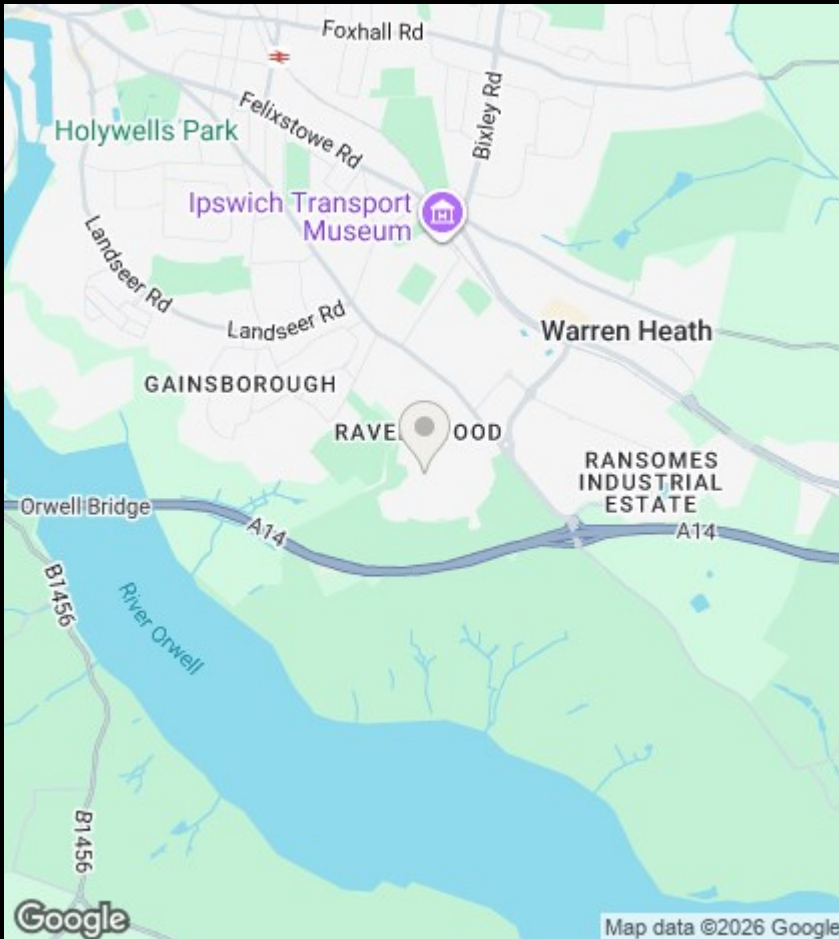 Foxhall Rd
Felixstowe Rd
Bixley Rd
Holywells Park
Ipswich Transport
Museum
Landseer Rd
Landseer Rd
Warren Heath
GAINSBOROUGH
RAVE OOD
RANSOMES
INDUSTRIAL
ESTATE
Orwell Bridge
A14
A14
B1456
River Orwell
B1456
Google
Map data ©2026 Google